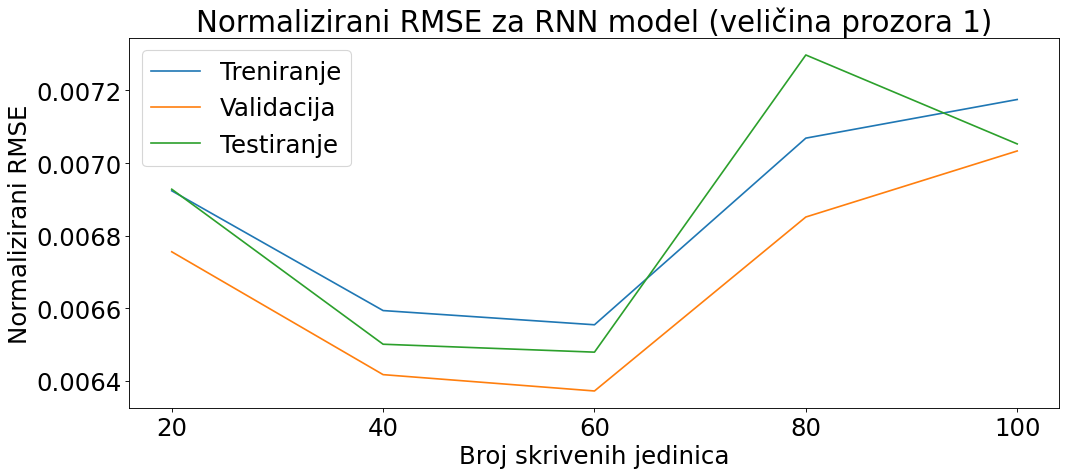 Normalizirani RMSE za RNN model (veličina prozora 1)
Treniranje
Validacija
Testiranje
Normalizirani RMSE
0.0072
0.0070
0.0068
0.0066
0.0064
20 40 60 80 100
Broj skrivenih jedinica